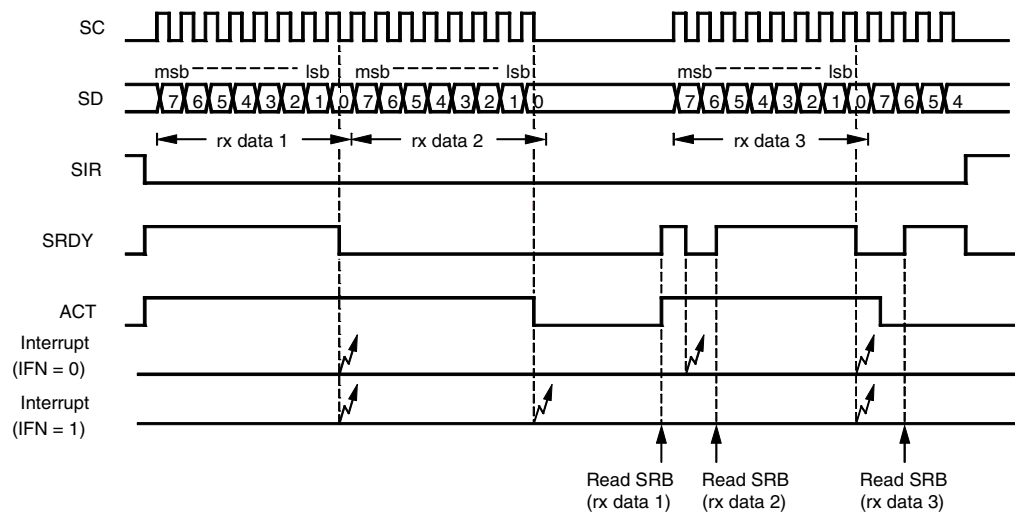 SC
msb lsb msb lsb msb lsb
SD 7 6 5 4 3 2 1 0 7 6 5 4 3 2 1 0 7 6 5 4 3 2 1 0 7 6 5 4
rx data 1 rx data 2 rx data 3
SIR
SRDY
ACT
Interrupt
(IFN = 0)
Interrupt
(IFN = 1)
Read SRB
(rx data 1)
Read SRB
(rx data 2)
Read SRB
(rx data 3)